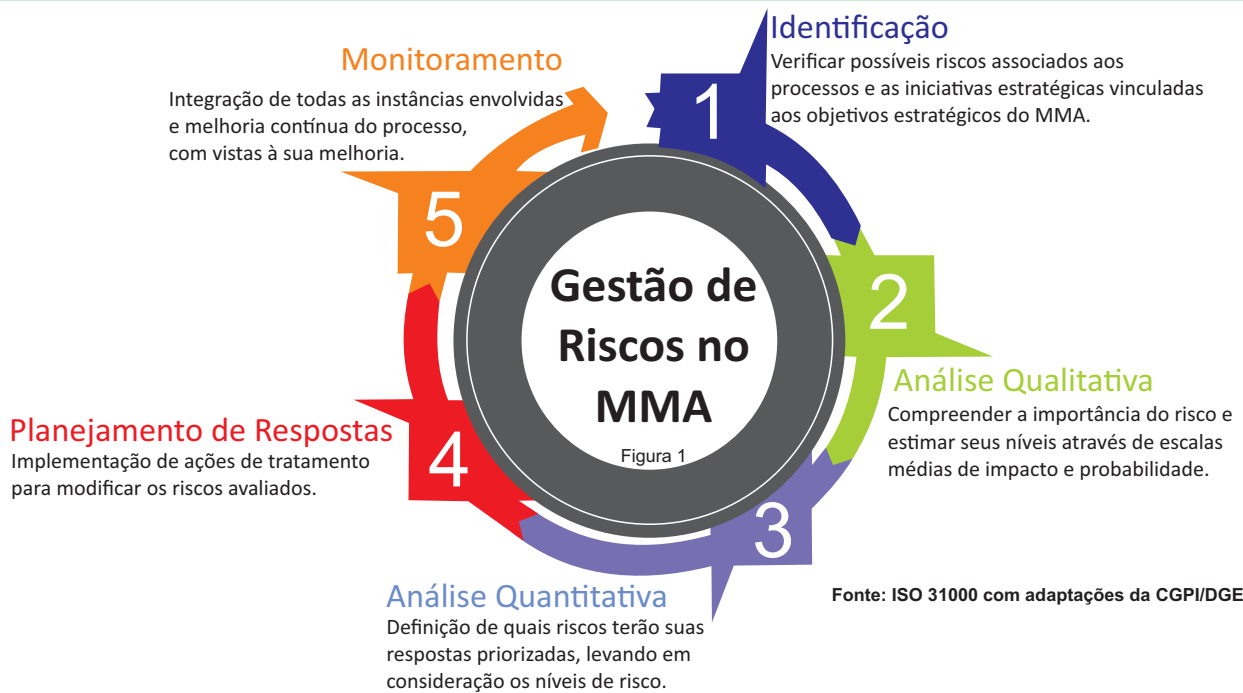 1
Identificação
Verificar possíveis riscos associados aos
processos e as iniciativas estratégicas vinculadas
aos objetivos estratégicos do MMA.
2
Análise Qualitativa
Compreender a importância do risco e
estimar seus níveis através de escalas
médias de impacto e probabilidade.
3
Análise Quantitativa
Definição de quais riscos terão suas
respostas priorizadas, levando em
consideração os níveis de risco.
4
Planejamento de Respostas
Implementação de ações de tratamento
para modificar os riscos avaliados.
5
Monitoramento
Integração de todas as instâncias envolvidas
e melhoria contínua do processo,
com vistas à sua melhoria.
Gestão de
Riscos no
MMA
Figura 1
Fonte: ISO 31000 com adaptações da CGPI/DGE